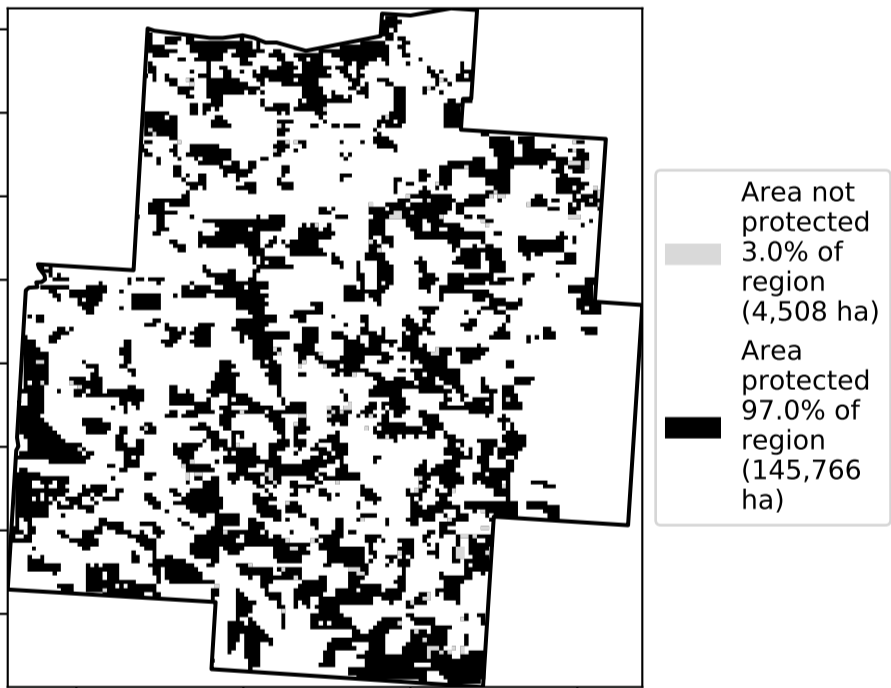 Area not
protected
3.0% of
region
(4,508 ha)
Area
protected
97.0% of
region
(145,766
ha)